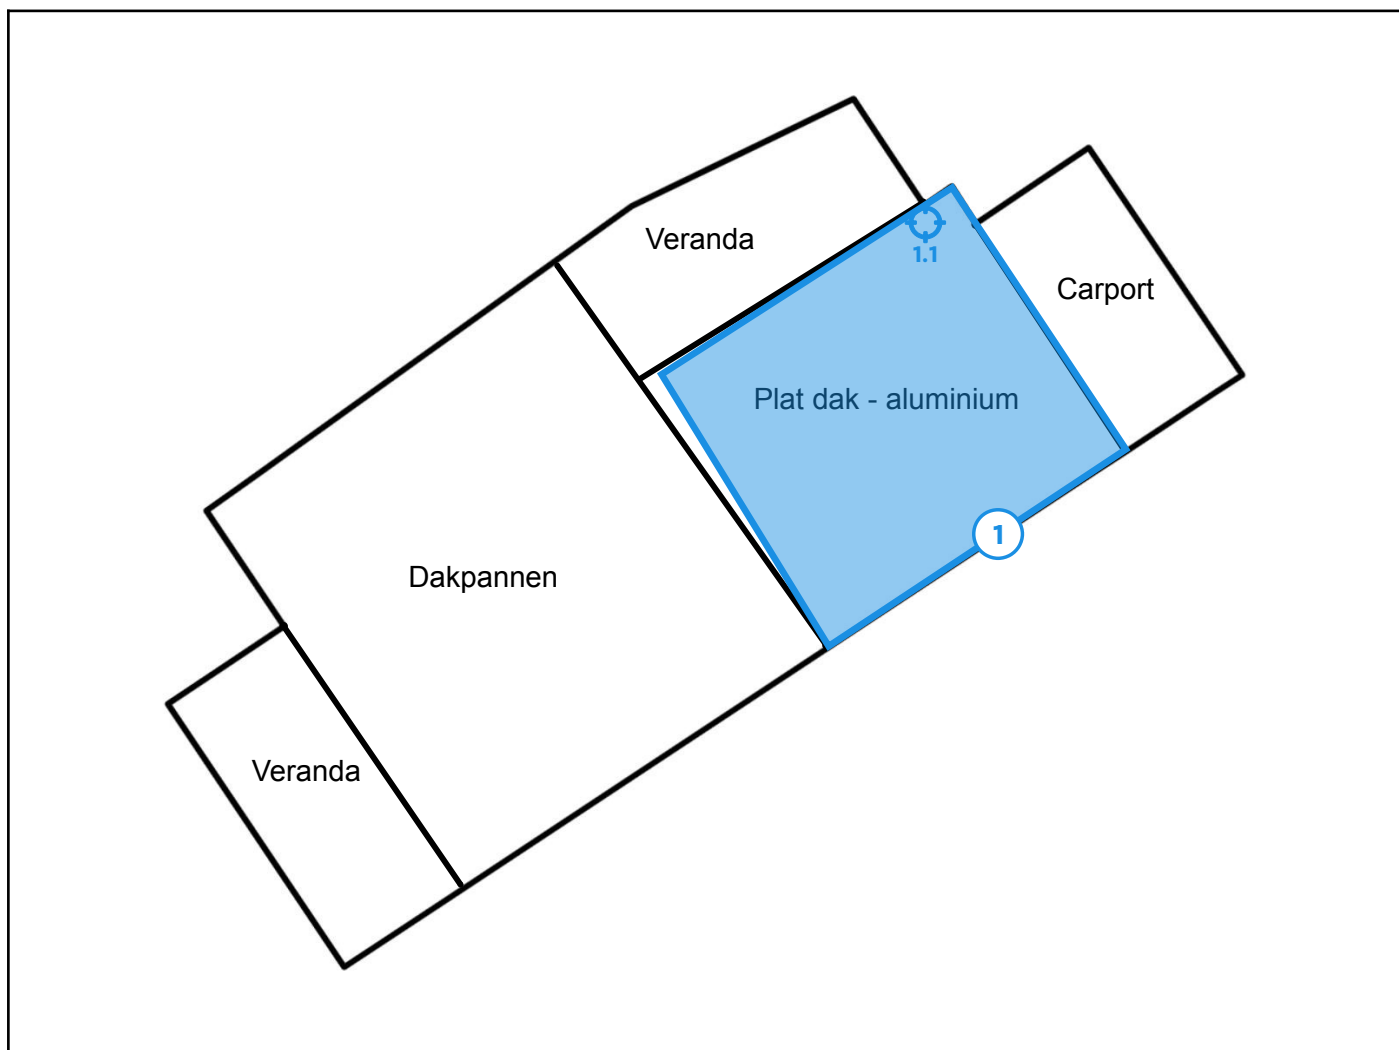 Veranda
1.1
Carport
Plat dak - aluminium
1
Dakpannen
Veranda